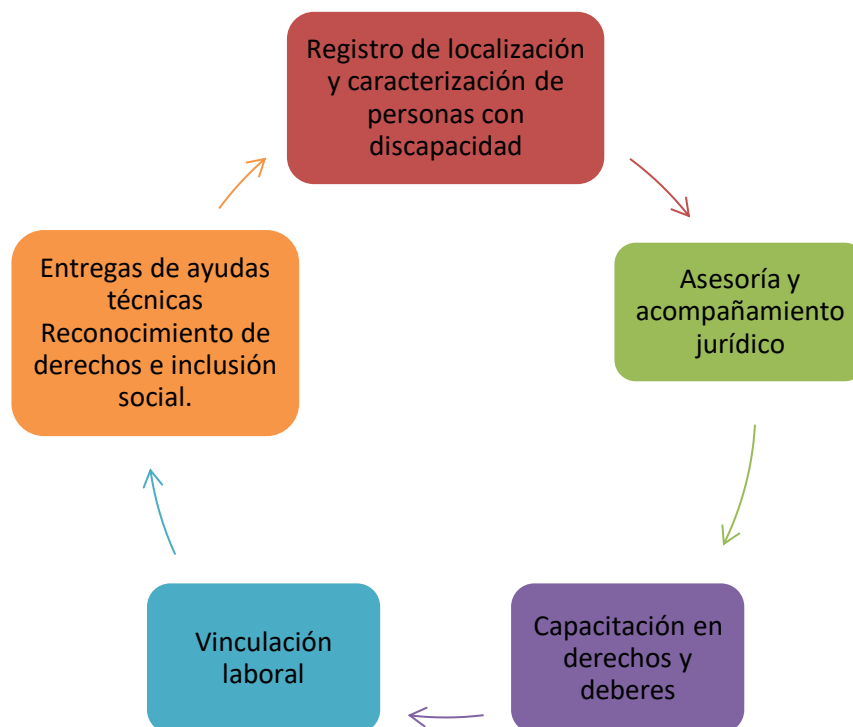 Registro de localización
y caracterización de
personas con
discapacidad
Asesoría y
acompañamiento
jurídico
Capacitación en
derechos y
deberes
Vinculación
laboral
Entregas de ayudas
técnicas
Reconocimiento de
derechos e inclusión
social.